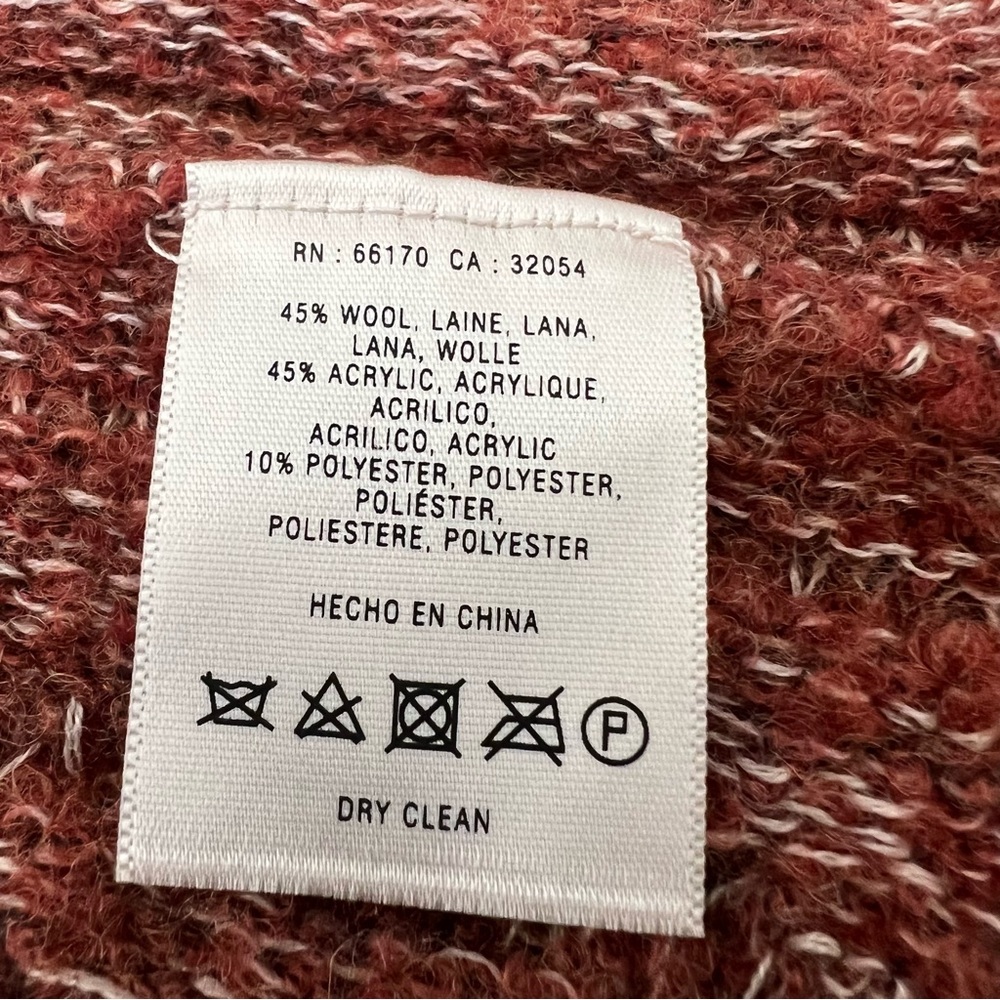 RN : 66170 CA : 32054
45% WOOL, LAINE, LANA,
LANA, WOLLE
45% ACRYLIC, ACRYLIQUE,
ACRILICO,
ACRILICO, ACRYLIC
10% POLYESTER, POLYESTER,
POLIÉSTER,
POLIESTERE, POLYESTER
HECHO EN CHINA
P
DRY CLEAN